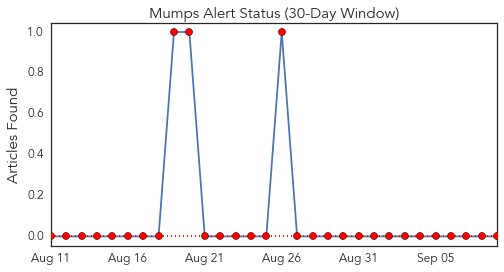 Mumps Alert Status (30-Day Window)
Articles Found
1.0
0.8
0.6
0.4
0.2
0.0
Aug 11 Aug 16 Aug 21 Aug 26 Aug 31 Sep 05